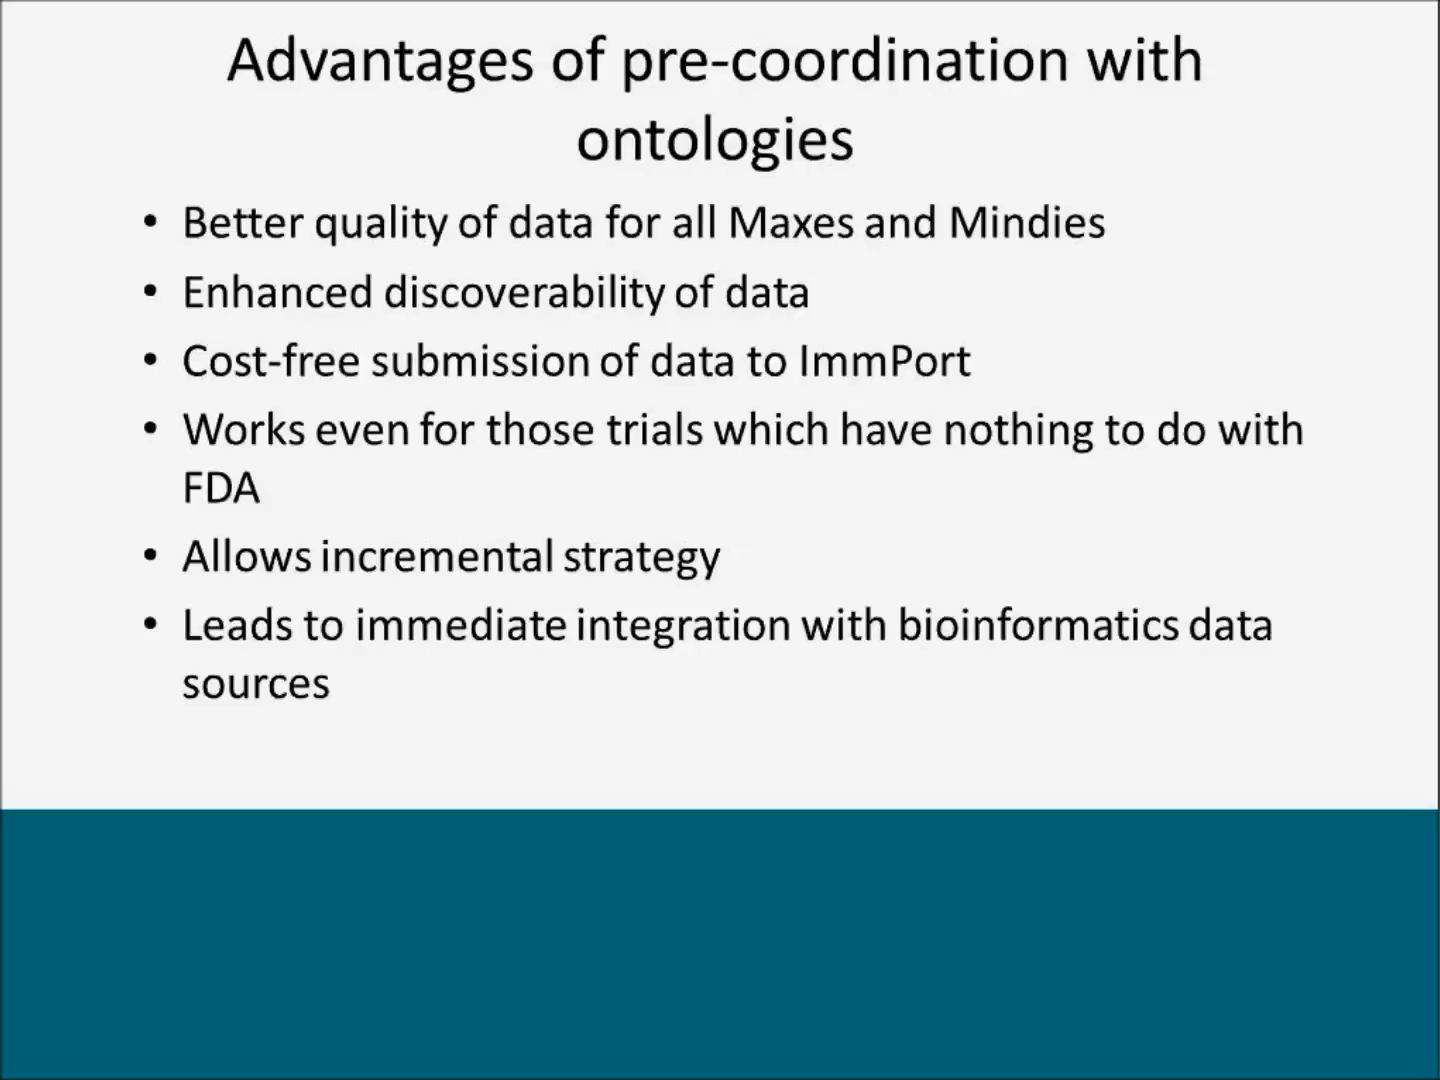 Advantages of pre-coordination with
ontologies
• Better quality of data for all Maxes and Mindies
• Enhanced discoverability of data
• Cost-free submission of data to ImmPort
• Works even for those trials which have nothing to do with
FDA
• Allows incremental strategy
• Leads to immediate integration with bioinformatics data
sources